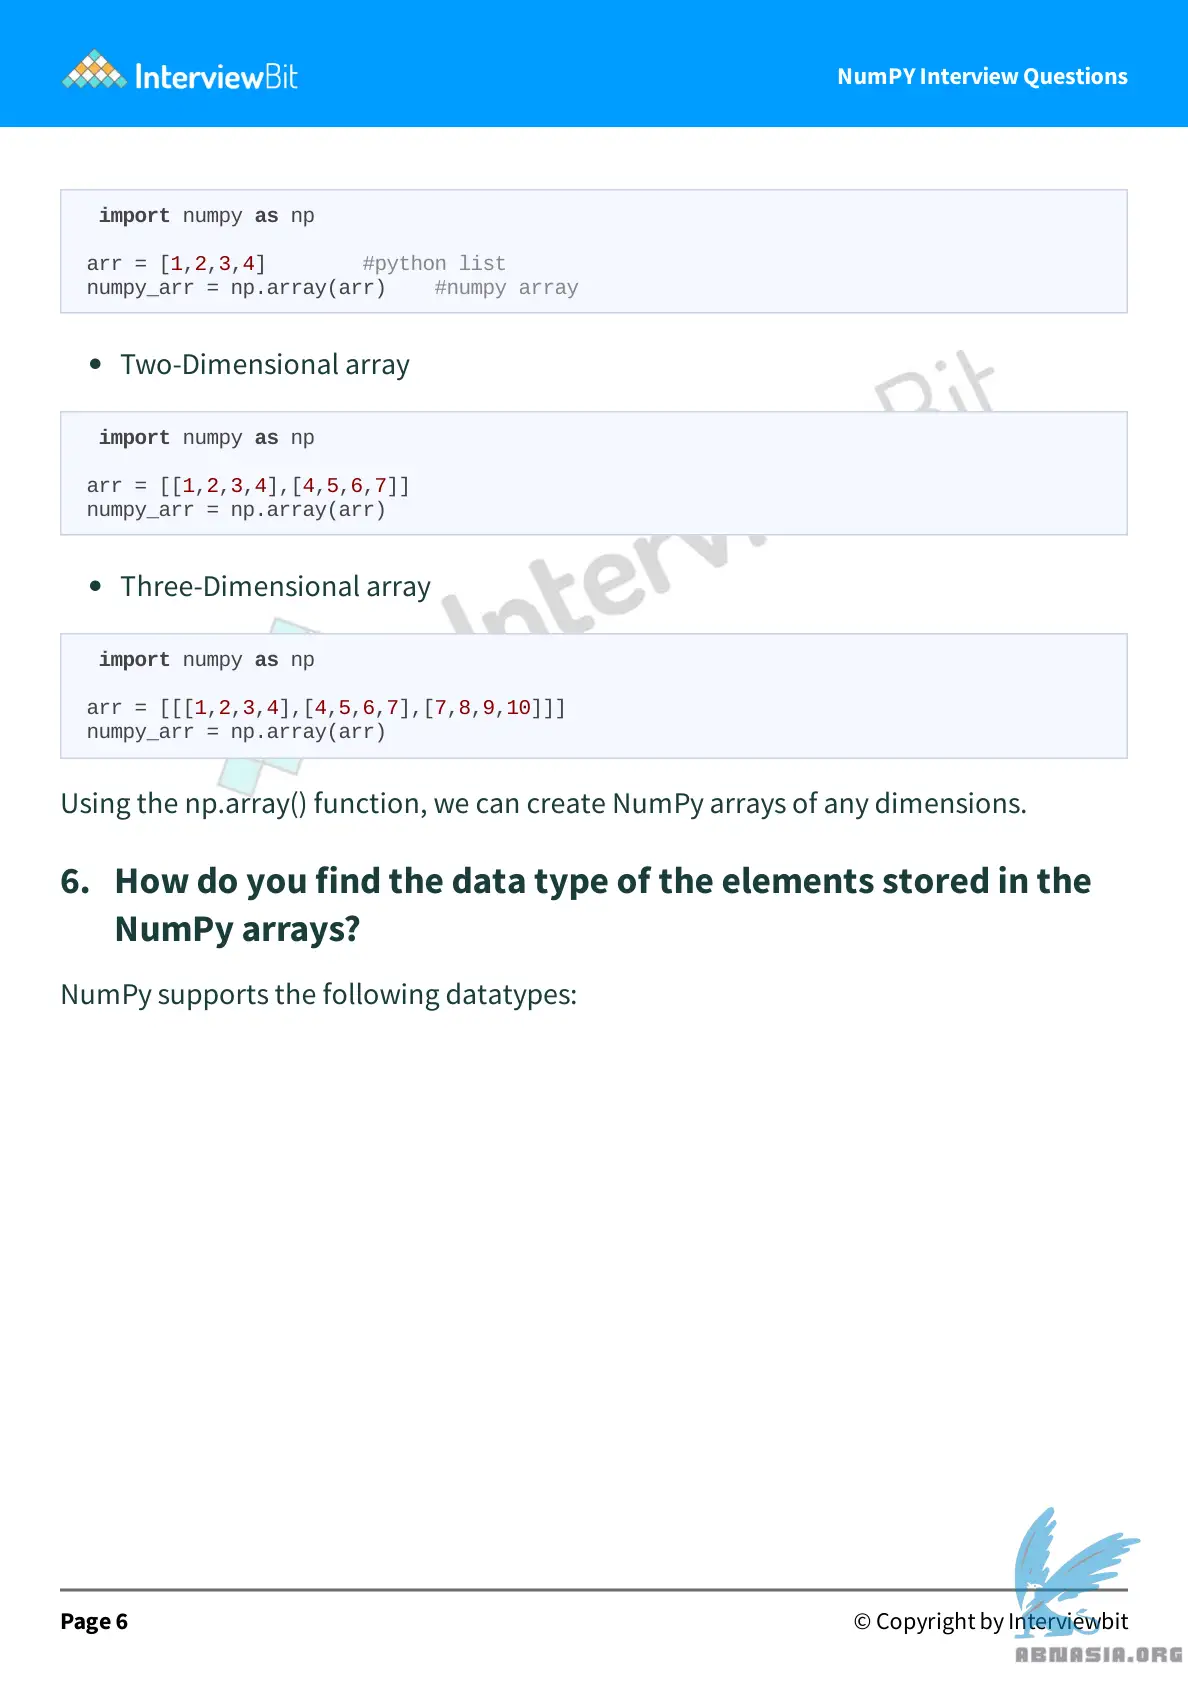 InterviewBit
NumPY Interview Questions
import numpy as np
arr = [1,2,3,4]        #python list
numpy_arr = np.array(arr)    #numpy array
• Two-Dimensional array
import numpy as np
arr = [[1,2,3,4],[4,5,6,7]]
numpy_arr = np.array(arr)
• Three-Dimensional array
import numpy as np
arr = [[[1,2,3,4],[4,5,6,7],[7,8,9,10]]]
numpy_arr = np.array(arr)
Using the np.array() function, we can create NumPy arrays of any dimensions.
6. How do you find the data type of the elements stored in the
NumPy arrays?
NumPy supports the following datatypes:
Page 6
© Copyright by Interviewbit
ABNASIA.ORG